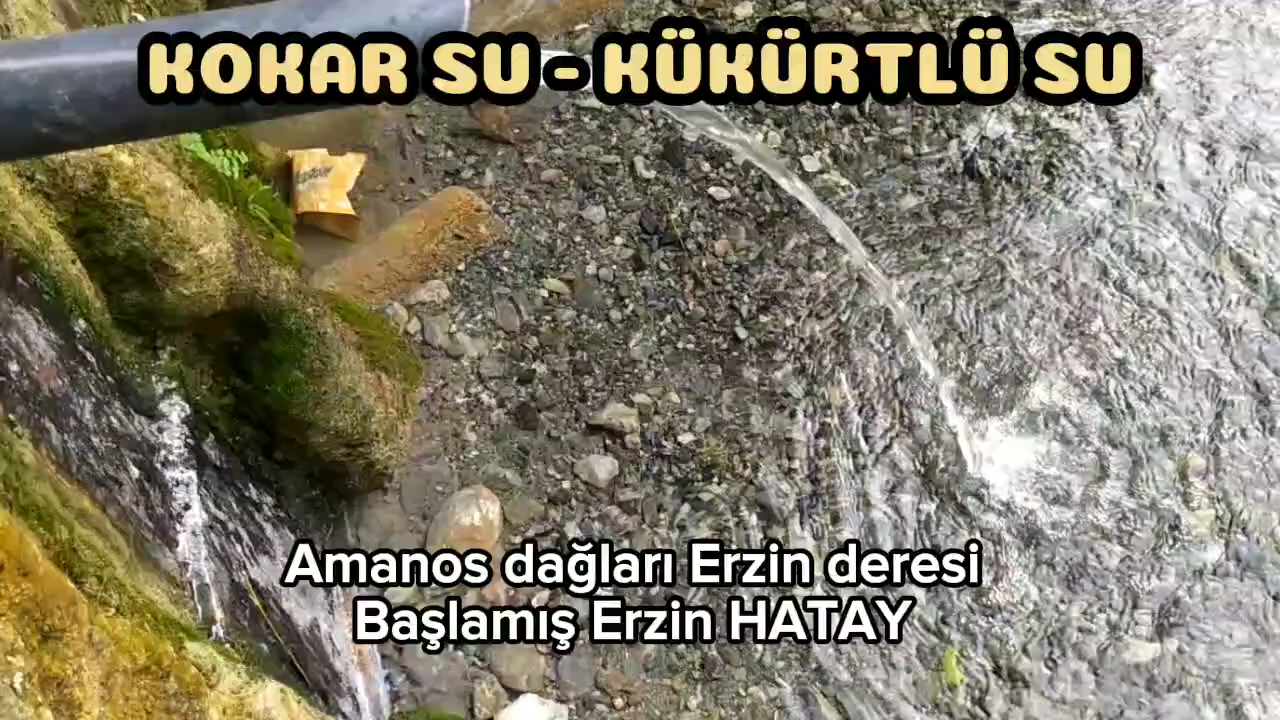 KOKAR SU - KÜKÜRTLÜ SU
Amanos dağları Erzin deresi
Başlamış Erzin HATAY